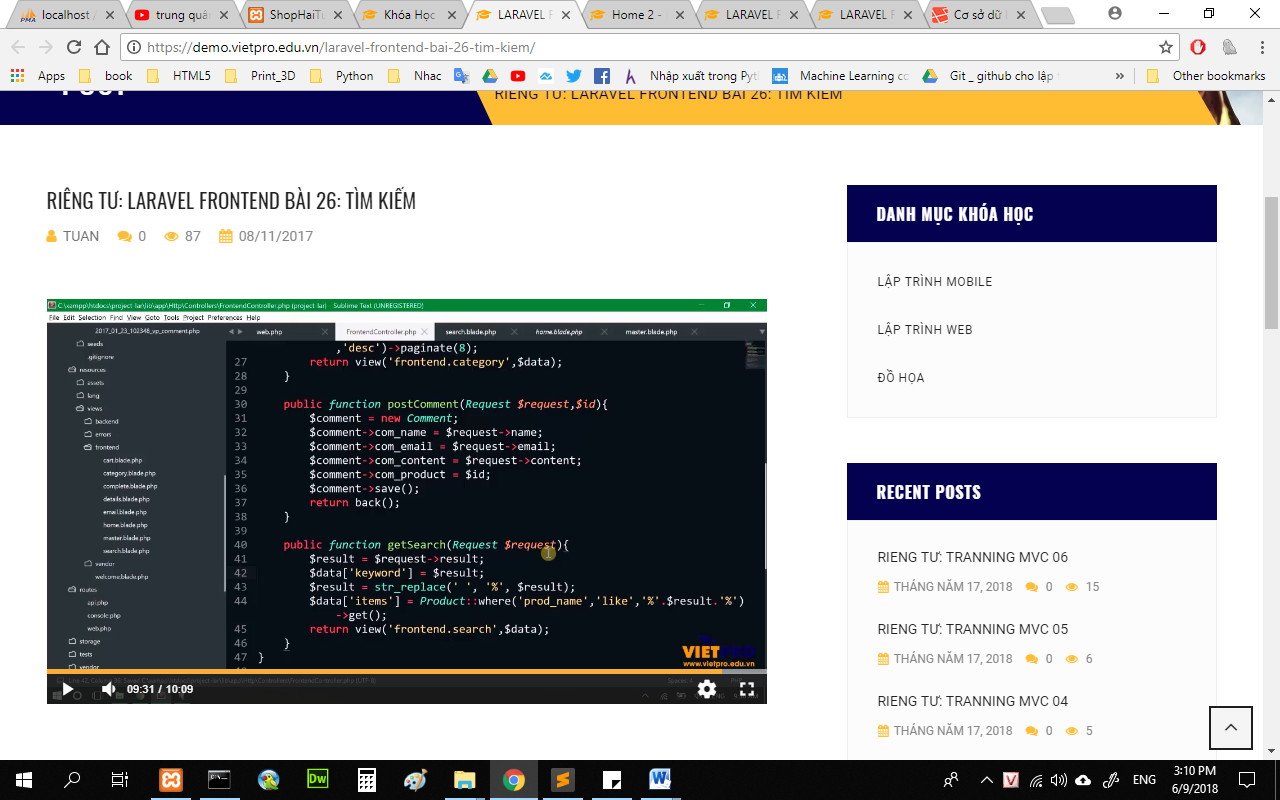 localhost /
trung quâ
ShopHaiTu
Khóa Học
LARAVEL F
Home 2 -
LARAVEL F
LARAVEL F
Cơ sở dữ l
https://demo.vietpro.edu.vn/laravel-frontend-bai-26-tim-kiem/
Apps
book
HTML5
Print_3D
Python
Nhac
Nhập xuất trong Pyt
Machine Learning cc
Git _ github cho lập
»
Other bookmarks
RIÊNG TƯ: LARAVEL FRONTEND BÀI 26: TÌM KIẾM
RIÊNG TƯ: LARAVEL FRONTEND BÀI 26: TÌM KIẾM
TUAN 0 87 08/11/2017
C:\xampp\htdocs\project-lar\lib\app\Http\Controllers\FrontendController.php (project-lar) - Sublime Text (UNREGISTERED)
File Edit Selection Find View Goto Tools Project Preferences Help
2017_01_23_102348_vp_comment.php
web.php
FrontendController.php
search.blade.php
home.blade.php
master.blade.php
seeds
.gitignore
resources
assets
lang
views
backend
errors
frontend
cart.blade.php
category.blade.php
complete.blade.php
details.blade.php
email.blade.php
home.blade.php
master.blade.php
search.blade.php
vendor
welcome.blade.php
routes
api.php
console.php
web.php
storage
tests
vendor
,'desc')->paginate(8);
27 return view('frontend.category',$data);
28 }
29
30 public function postComment(Request $request,$id){
31 $comment = new Comment;
32 $comment->com_name = $request->name;
33 $comment->com_email = $request->email;
34 $comment->com_content = $request->content;
35 $comment->com_product = $id;
36 $comment->save();
37 return back();
38 }
39
40 public function getSearch(Request $request){
41 $result = $request->result;
42 $data['keyword'] = $result;
43 $result = str_replace(' ', '%', $result);
44 $data['items'] = Product::where('prod_name','like','%'.$result.'%')
->get();
45 return view('frontend.search',$data);
46 }
47 }
VIETPRO
www.vietpro.edu.vn
09:31 / 10:09
DANH MỤC KHÓA HỌC
LẬP TRÌNH MOBILE
LẬP TRÌNH WEB
ĐỒ HỌA
RECENT POSTS
RIENG TƯ: TRANNING MVC 06
THÁNG NĂM 17, 2018 0 15
RIENG TƯ: TRANNING MVC 05
THÁNG NĂM 17, 2018 0 6
RIENG TƯ: TRANNING MVC 04
THÁNG NĂM 17, 2018 0 5
Dw
ENG
3:10 PM
6/9/2018